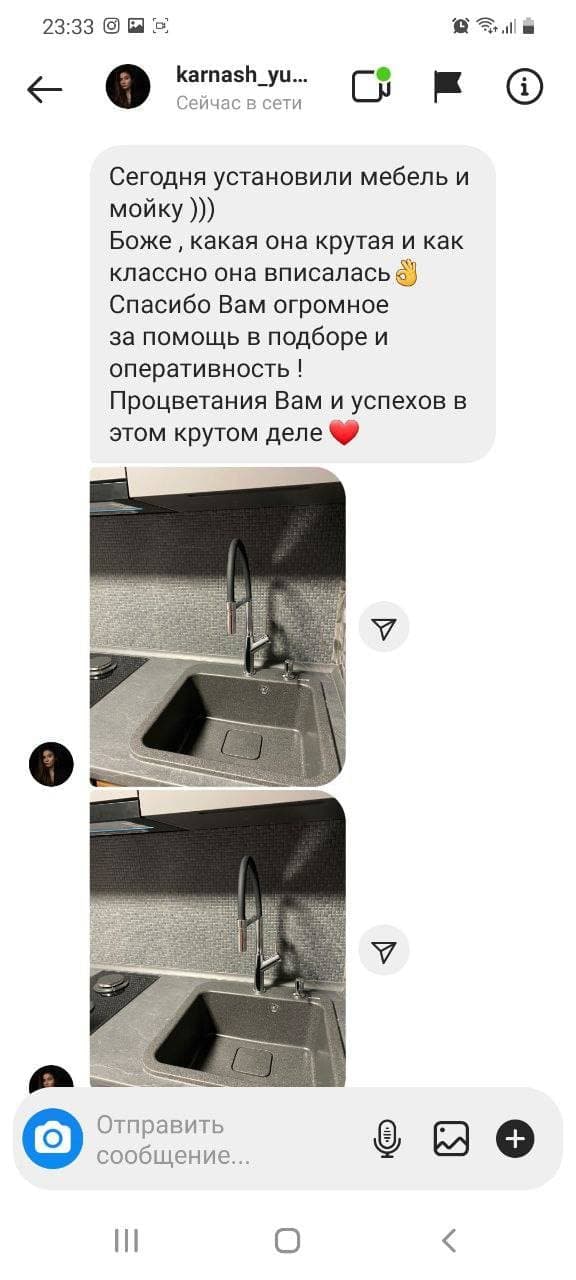 23:33
karnash_yu...
Сейчас в сети
Сегодня установили мебель и
мойку )))
Боже , какая она крутая и как
классно она вписалась👌
Спасибо Вам огромное
за помощь в подборе и
оперативность !
Процветания Вам и успехов в
этом крутом деле❤️
Отправить
сообщение...